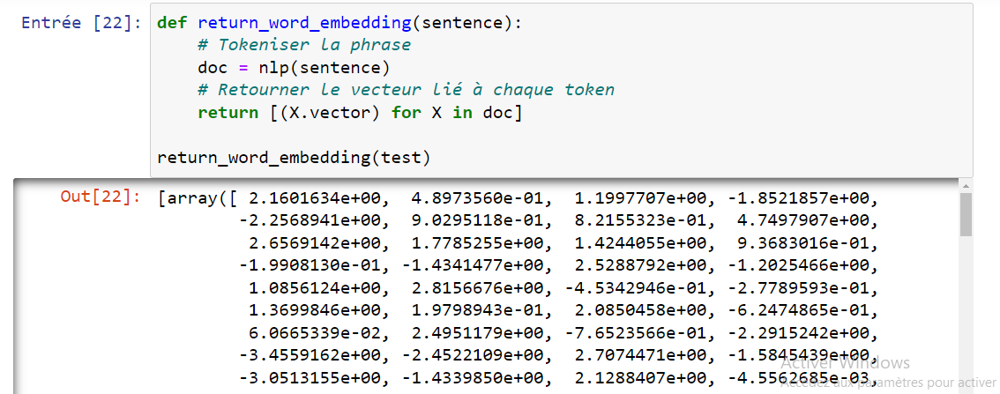 Entrée [22]: def return_word_embedding(sentence):
# Tokeniser la phrase
doc = nlp(sentence)
# Retourner le vecteur lié à chaque token
return [(X.vector) for X in doc]
return_word_embedding(test)
Out[22]: [array([ 2.1601634e+00, 4.8973560e-01, 1.1997707e+00, -1.8521857e+00,
-2.2568941e+00, 9.0295118e-01, 8.2155323e-01, 4.7497907e+00,
2.6569142e+00, 1.7785255e+00, 1.4244055e+00, 9.3683016e-01,
-1.9908130e-01, -1.4341477e+00, 2.5288792e+00, -1.2025466e+00,
1.0856124e+00, 2.8156676e+00, -4.5342946e-01, -2.7789593e-01,
1.3699846e+00, 1.9798943e-01, 2.0850458e+00, -6.2474865e-01,
6.0665339e-02, 2.4951179e+00, -7.6523566e-01, -2.2915242e+00,
-3.4559162e+00, -2.4522109e+00, 2.7074471e+00, -1.5845439e+00,
Activer Windows
-3.0513155e+00, -1.4339850e+00, 2.1288407e+00, -4.5562685e-03,
Accédez aux paramètres pour activer